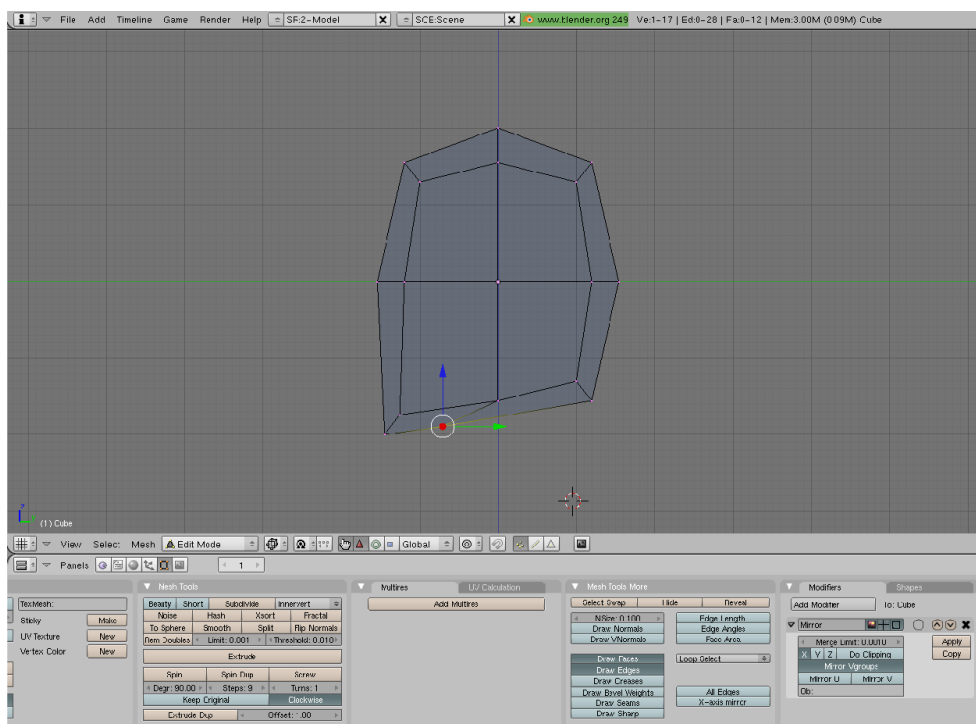 File Add Timeline Game Render Help SR:2-Model X SCE:Scene X www.blender.org 249 Ve:1-17 | Ed:0-28 | Fa:0-12 | Mem:3.00M (0.09M) Cube
z
y
(1) Cube
View Selec: Mesh Edit Mode Global
Panels 1
Mesh Tools
Multires UV Calculation
Mesh Tools More
Modifiers Shapes
TexMesh:
Sticky Make
UV Texture New
Vertex Color New
Beauty Short Subdivide Innervert
Noise Hash Xsort Fractal
To Sphere Smooth Split Flip Normals
Rem Doubles Limit: 0.001 Threshold: 0.010
Extrude
Spin Spin Dup Screw
Degr: 90.00 Steps: 9 Turns: 1
Keep Original Clockwise
Extrude Dup Offset: 1.00
Add Multires
Select Swap Hide Reveal
NSize: 0.100
Draw Normals
Draw VNormals
Edge Length
Edge Angles
Face Area
Draw Faces
Draw Edges
Draw Creases
Draw Bevel Weights
Draw Seams
Draw Sharp
Loop Select
All Edges
X-axis mirror
Add Modifier To: Cube
Mirror
Merge Limit: 0.0010
X Y Z Do Clipping
Mirror Vgroups
Mirror U Mirror V
Ob:
Apply
Copy